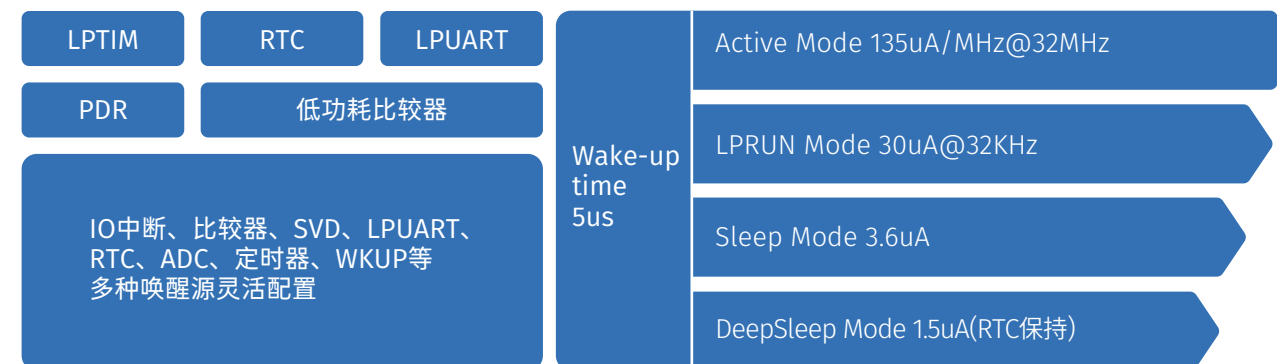 LPTIM
RTC
LPUART
PDR
低功耗比较器
IO中断、比较器、SVD、LPUART、
RTC、ADC、定时器、WKUP等
多种唤醒源灵活配置
Wake-up
time
5us
Active Mode 135uA/MHz@32MHz
LPRUN Mode 30uA@32KHz
Sleep Mode 3.6uA
DeepSleep Mode 1.5uA(RTC保持)